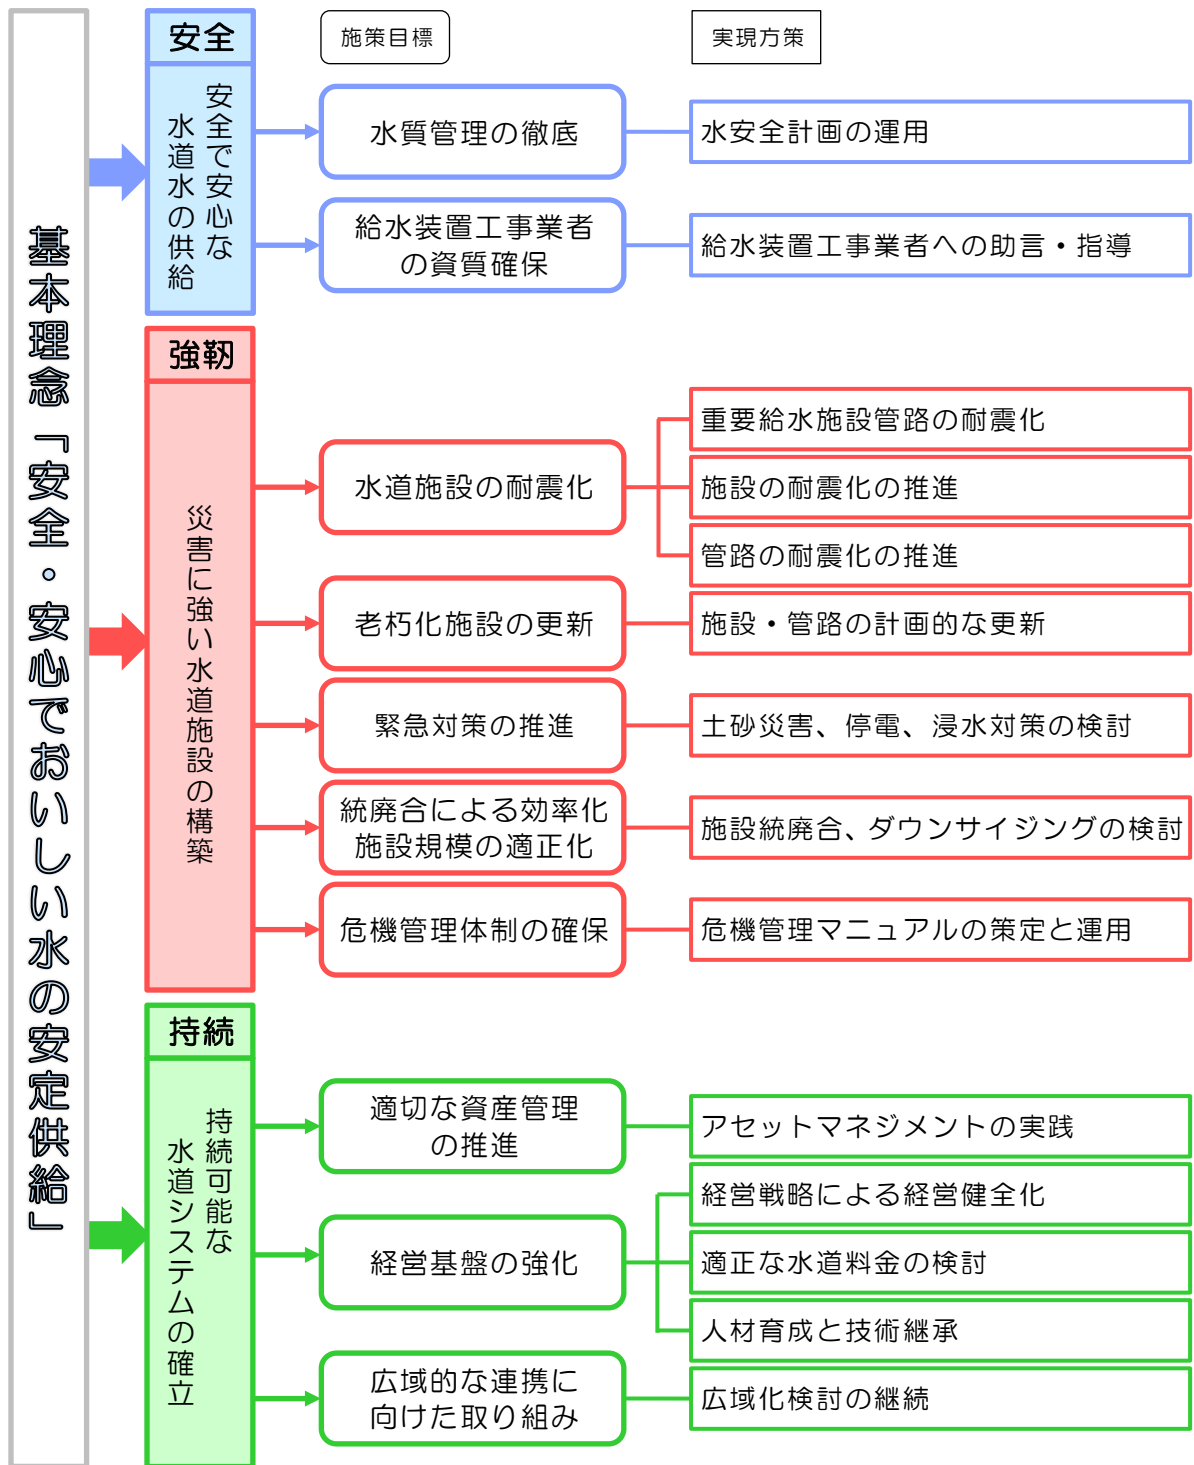 基本理念「安全・安心でおいしい水の安定供給」
施策目標
実現方策
安全
安全で安心な
水道水の供給
水質管理の徹底
水安全計画の運用
給水装置工事業者
の資質確保
給水装置工事業者への助言・指導
強靭
災害に強い水道施設の構築
水道施設の耐震化
重要給水施設管路の耐震化
施設の耐震化の推進
管路の耐震化の推進
老朽化施設の更新
施設・管路の計画的な更新
緊急対策の推進
土砂災害、停電、浸水対策の検討
統廃合による効率化
施設規模の適正化
施設統廃合、ダウンサイジングの検討
危機管理体制の確保
危機管理マニュアルの策定と運用
持続
持続可能な
水道システムの確立
適切な資産管理
の推進
アセットマネジメントの実践
経営基盤の強化
経営戦略による経営健全化
適正な水道料金の検討
人材育成と技術継承
広域的な連携に
向けた取り組み
広域化検討の継続